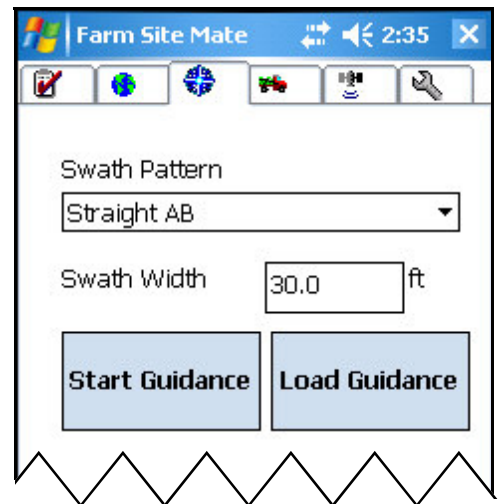 Farm Site Mate 2:35
Swath Pattern
Straight AB
Swath Width 30.0 ft
Start Guidance Load Guidance